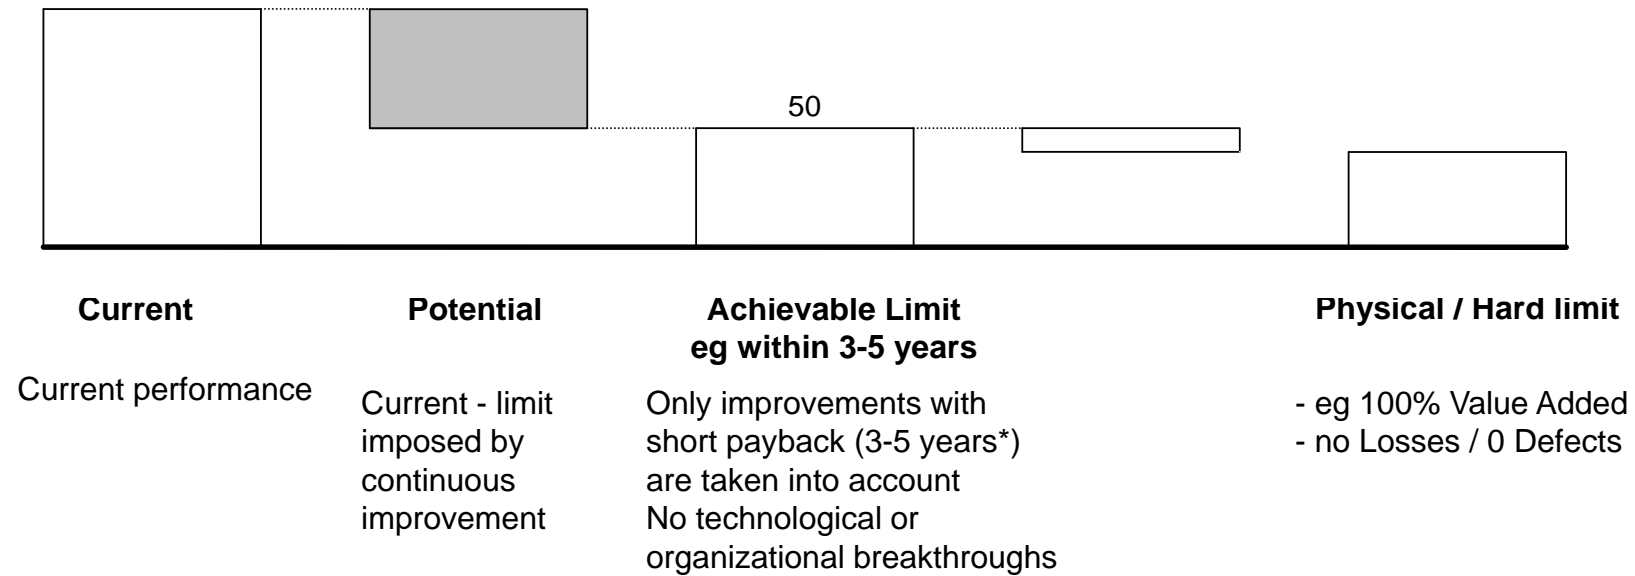 50
Current
Potential
Achievable Limit
eg within 3-5 years
Physical / Hard limit
Current performance
Current - limit
imposed by
continuous
improvement
Only improvements with
short payback (3-5 years*)
are taken into account
No technological or
organizational breakthroughs
- eg 100% Value Added
- no Losses / 0 Defects